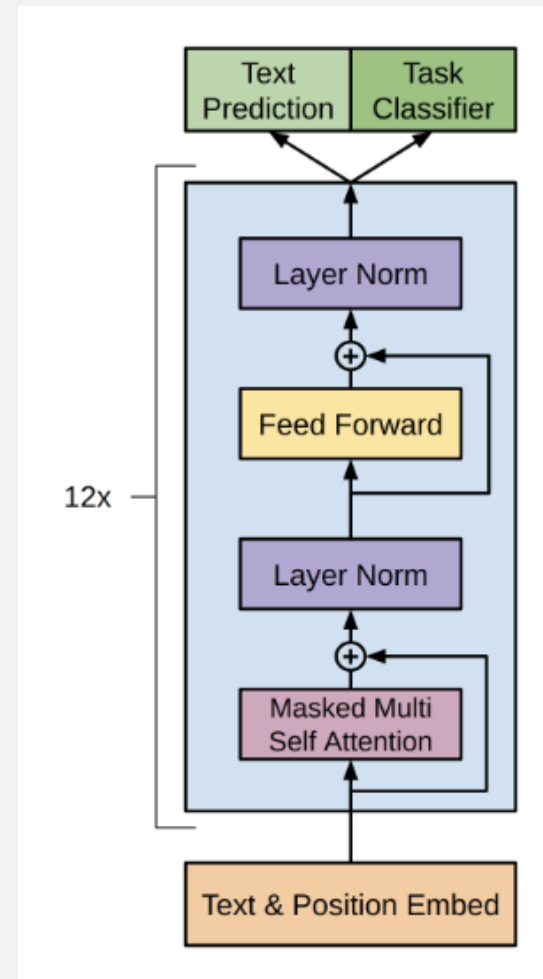 Text
Prediction
Task
Classifier
Layer Norm
+
Feed Forward
12x
Layer Norm
+
Masked Multi
Self Attention
Text & Position Embed